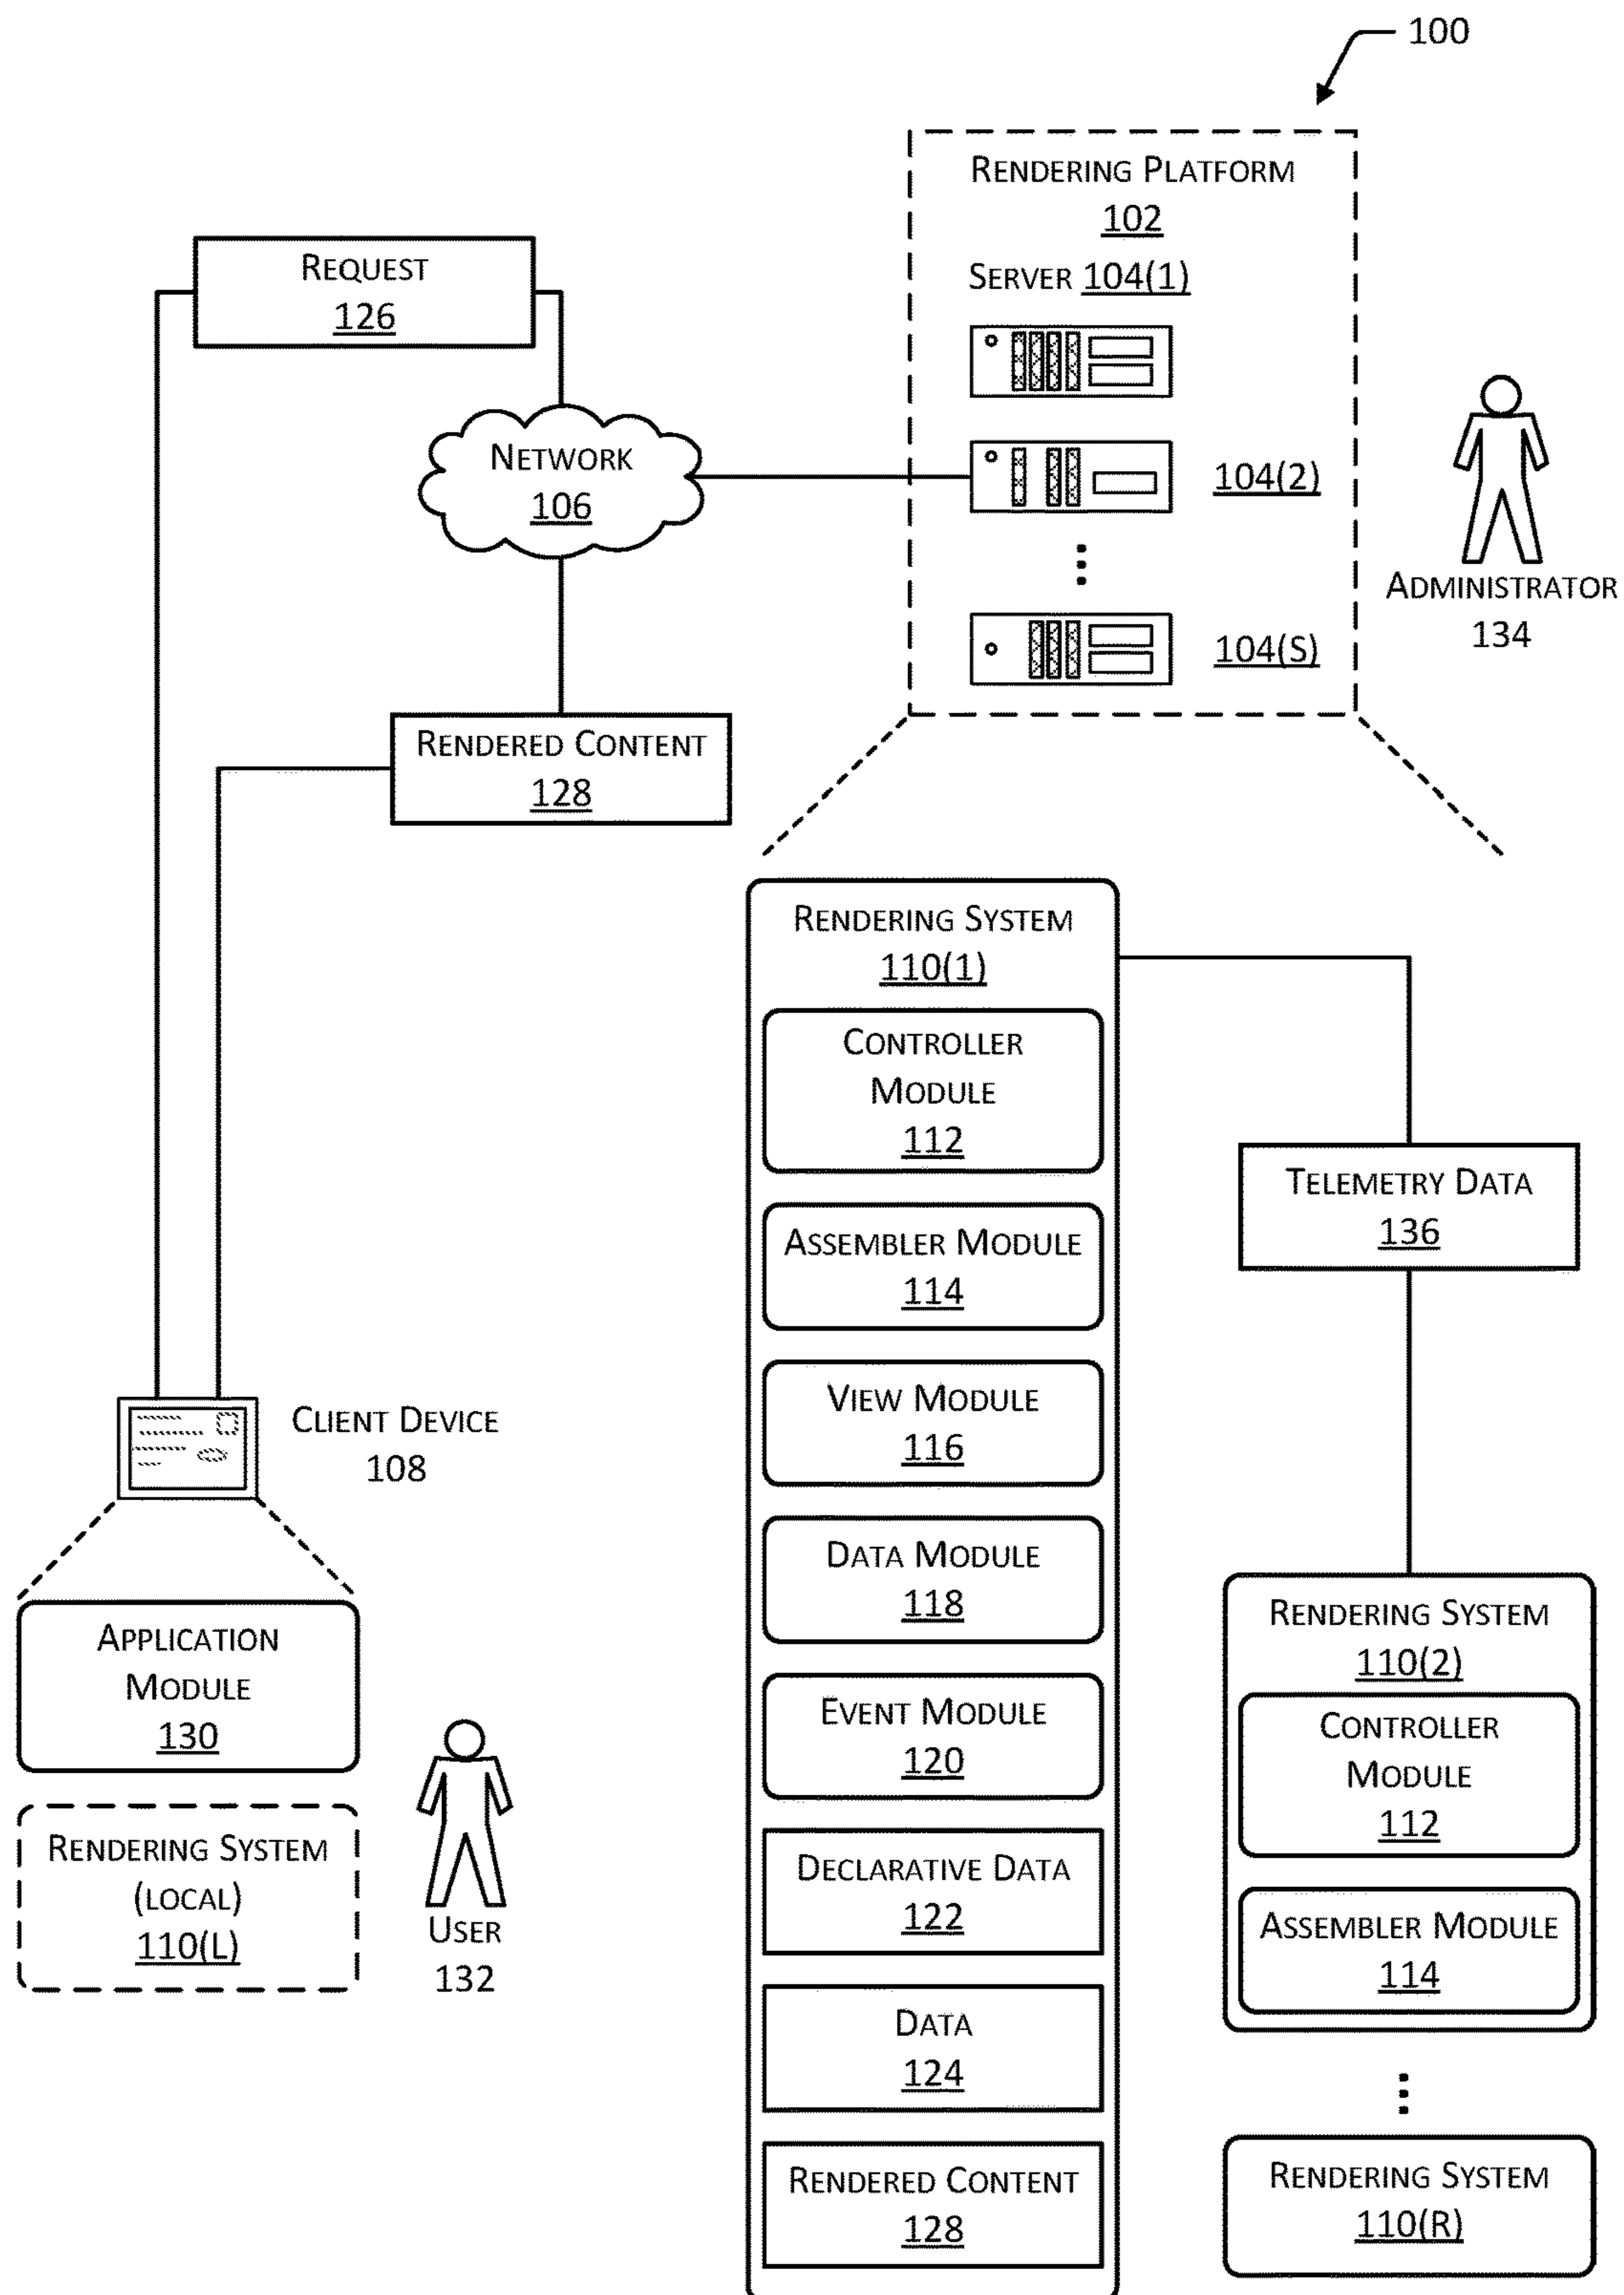 100
RENDERING PLATFORM
102
SERVER 104(1)
REQUEST
126
NETWORK
106
104(2)
ADMINISTRATOR
134
104(S)
RENDERED CONTENT
128
RENDERING SYSTEM
110(1)
CONTROLLER
MODULE
112
ASSEMBLER MODULE
114
VIEW MODULE
116
DATA MODULE
118
EVENT MODULE
120
DECLARATIVE DATA
122
DATA
124
RENDERED CONTENT
128
TELEMETRY DATA
136
RENDERING SYSTEM
110(2)
CONTROLLER
MODULE
112
ASSEMBLER MODULE
114
RENDERING SYSTEM
110(R)
CLIENT DEVICE
108
APPLICATION
MODULE
130
RENDERING SYSTEM
(LOCAL)
110(L)
USER
132